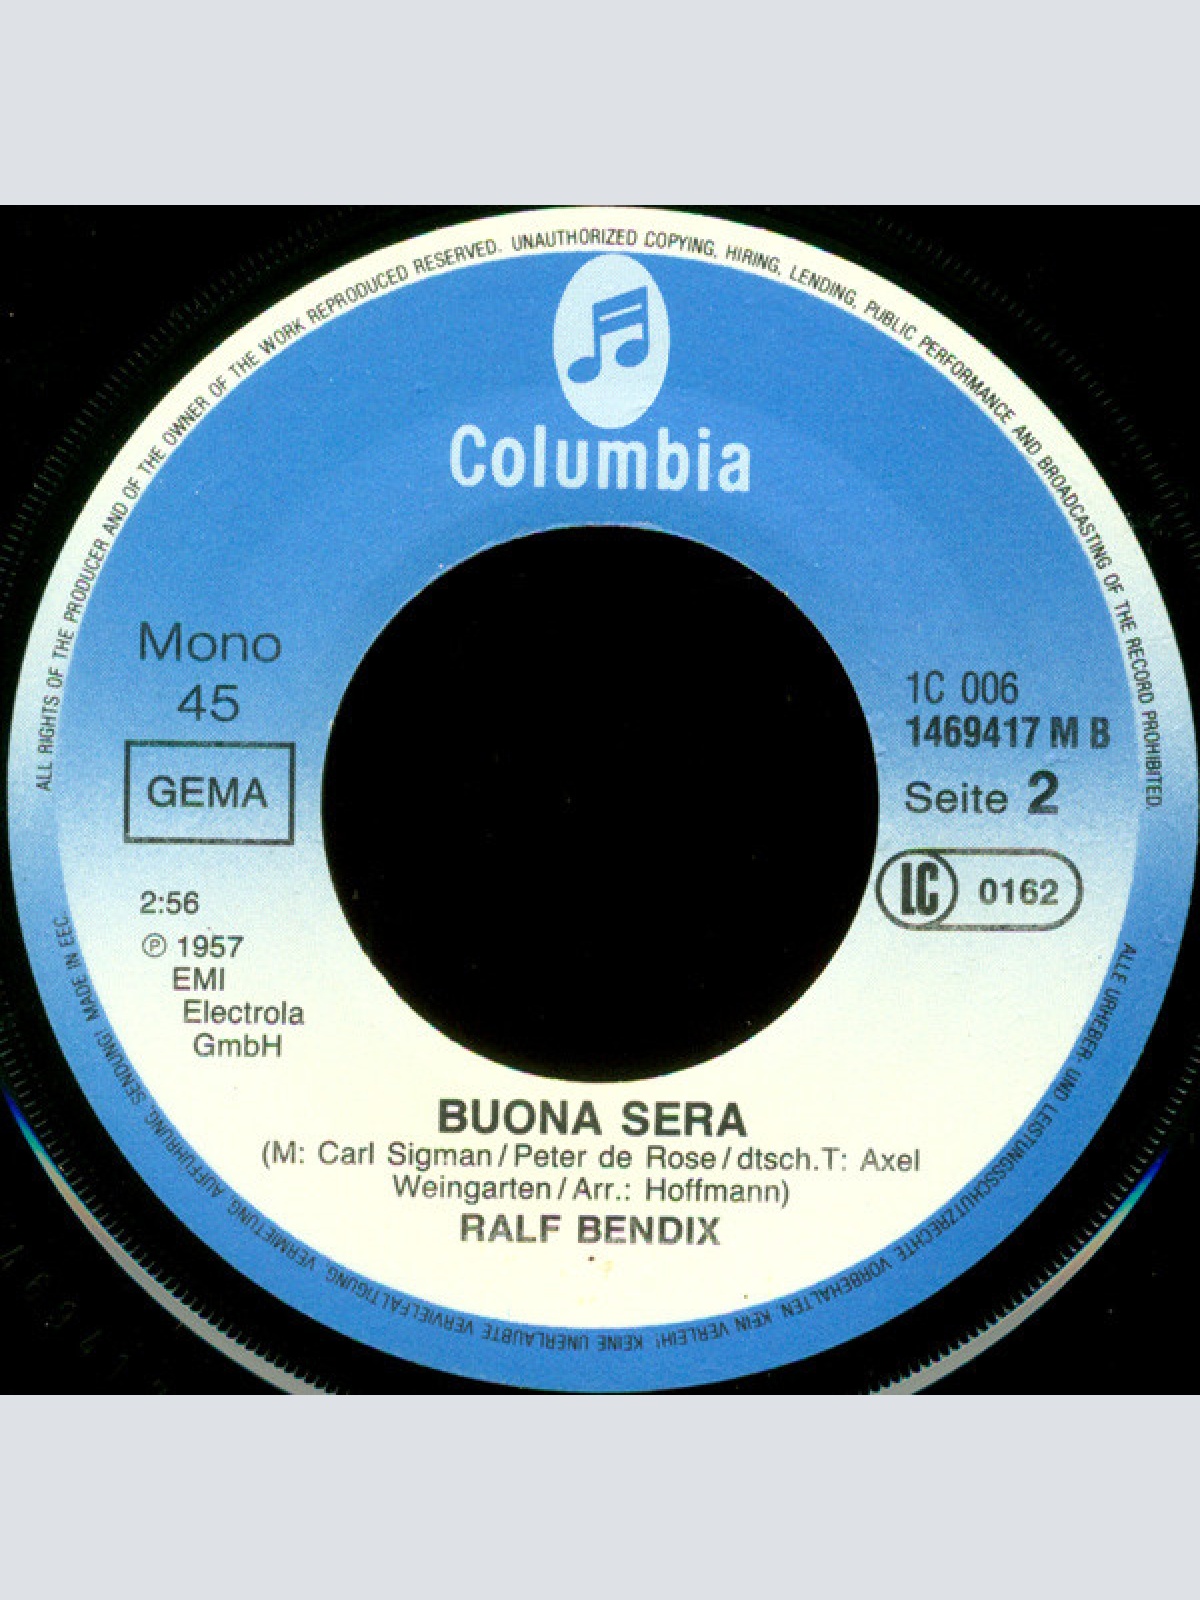 ALL RIGHTS OF THE PRODUCER AND OF THE OWNER OF THE WORK REPRODUCED RESERVED. UNAUTHORIZED COPYING, HIRING, LENDING, PUBLIC PERFORMANCE AND BROADCASTING OF THE RECORD PROHIBITED.
Columbia
Mono
45
GEMA
1C 006
1469417 M B
Seite 2
LC 0162
2:56
℗ 1957
EMI
Electrola
GmbH
BUONA SERA
(M: Carl Sigman/Peter de Rose/dtsch.T: Axel
Weingarten/Arr.: Hoffmann)
RALF BENDIX
ALLE URHEBER- UND LEISTUNGSSCHUTZRECHTE VORBEHALTEN. KEIN VERLEIH! KEINE UNERLAUBTE VERVIELFÄLTIGUNG, VERMIETUNG, AUFFÜHRUNG, SENDUNG! MADE IN EEC.